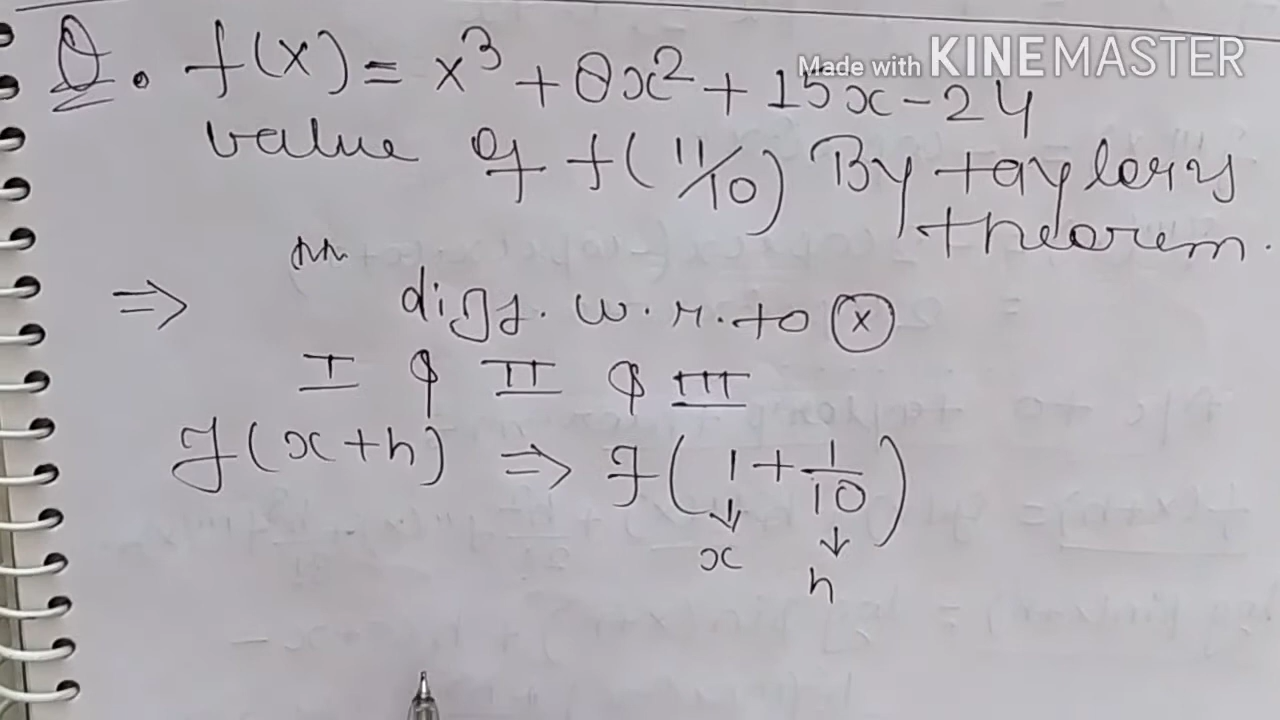 Q. f(x) = x³ + 8x² + 15x - 24
Made with KINEMASTER
value of f(11/10) By taylor's
theorem.
⇒ diff. w.r. to ⓧ
I & II & III
f(x+h) ⇒ f(1 + 1/10)
↓ ↓
x h